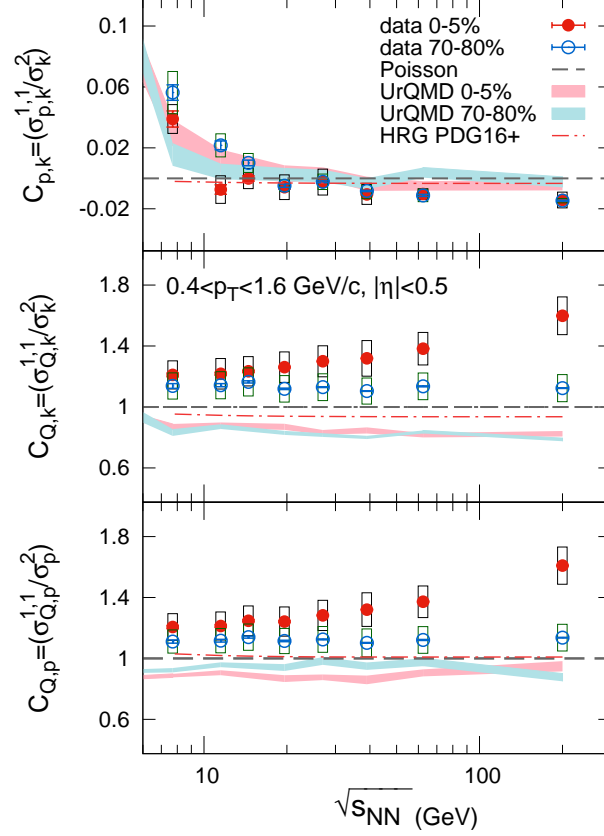 data 0-5%
data 70-80%
Poisson
UrQMD 0-5%
UrQMD 70-80%
HRG PDG16+
C_{p,k}=(σ^{1,1}_{p,k}/σ^2_k)
0.1
0.06
0.02
-0.02
0.4<p_T<1.6 GeV/c, |η|<0.5
C_{Q,k}=(σ^{1,1}_{Q,k}/σ^2_k)
1.8
1.4
1
0.6
C_{Q,p}=(σ^{1,1}_{Q,p}/σ^2_p)
1.8
1.4
1
0.6
10
100
√s_{NN} (GeV)